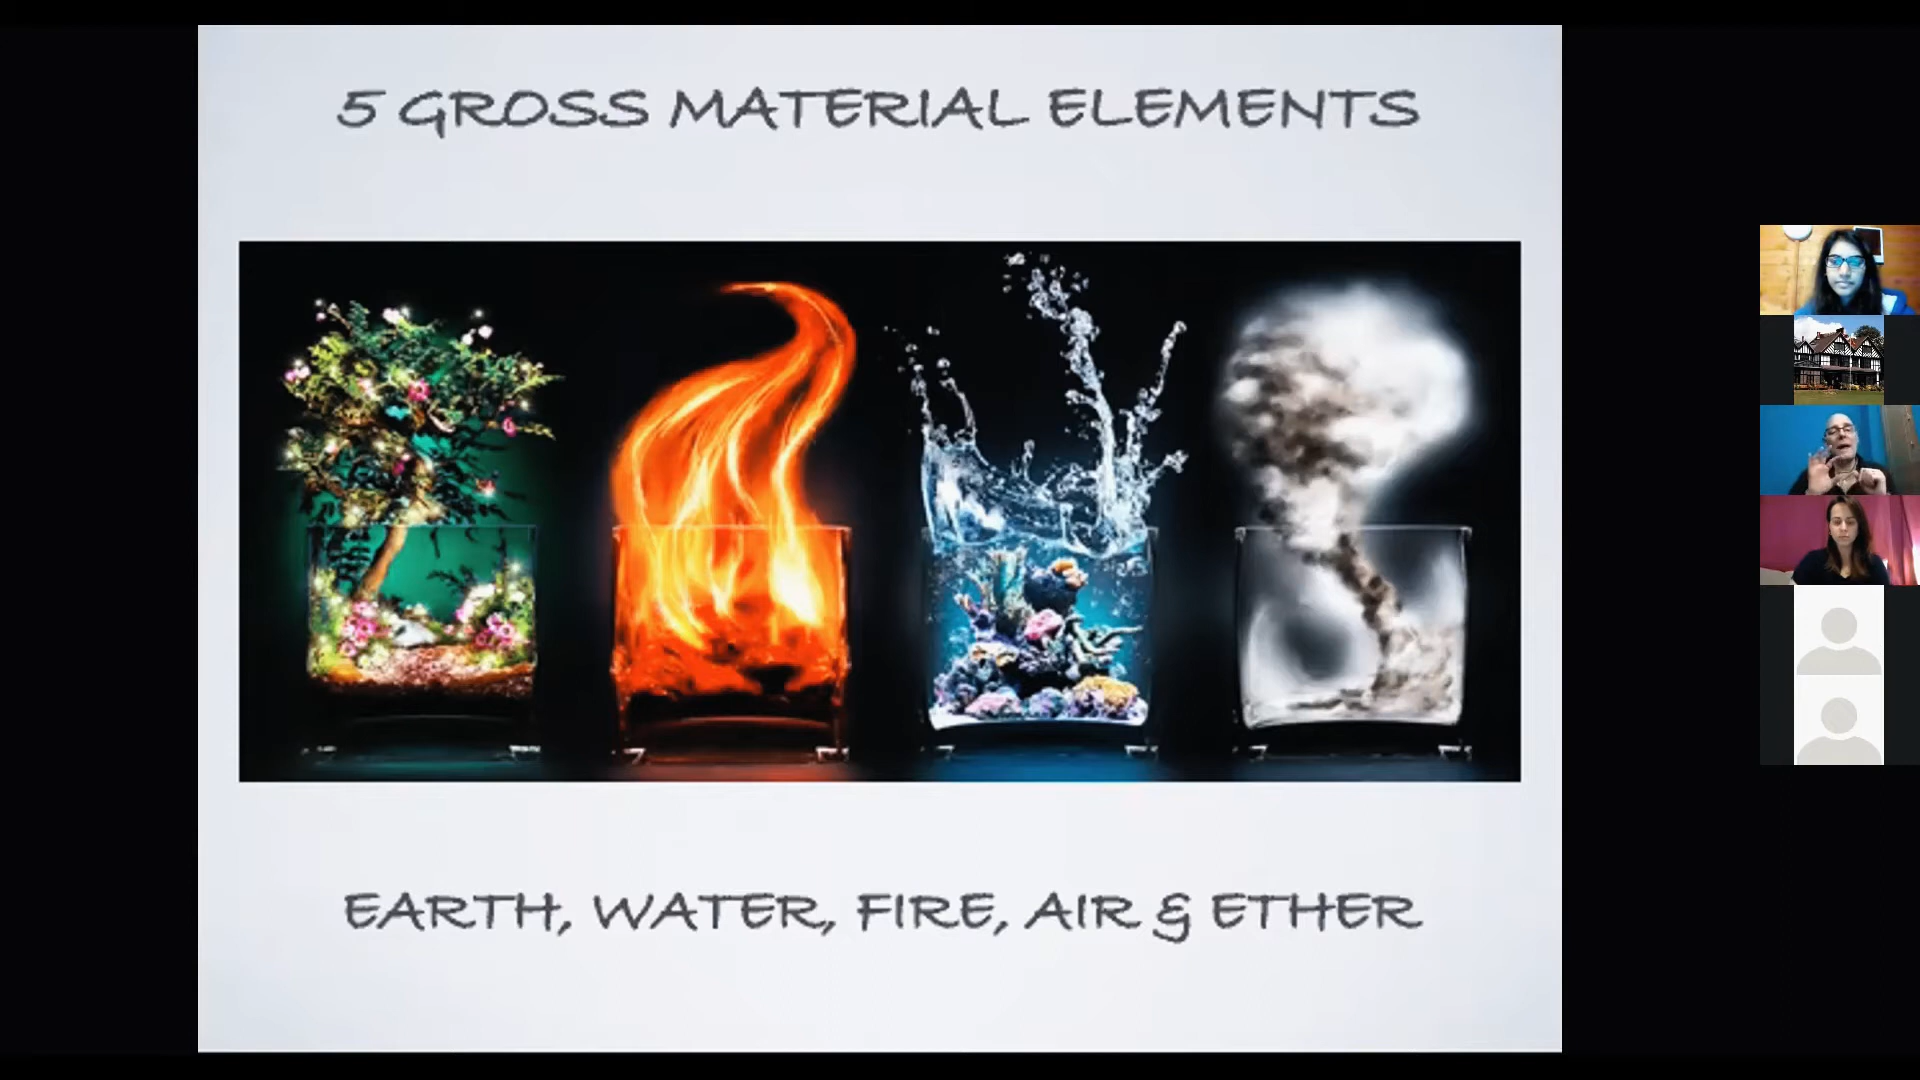 5 GROSS MATERIAL ELEMENTS
EARTH, WATER, FIRE, AIR & ETHER